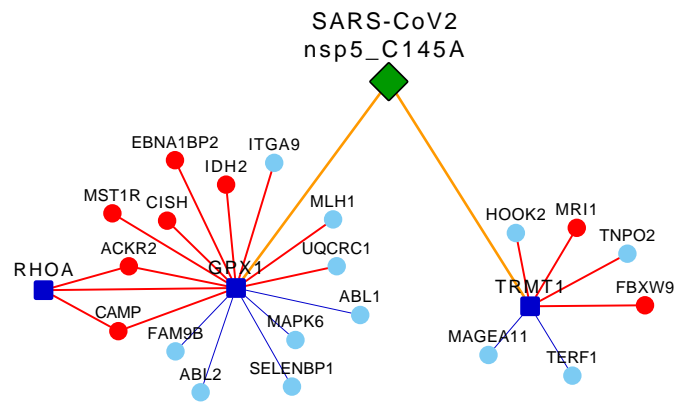 SARS-CoV2
nsp5_C145A
EBNA1BP2
ITGA9
IDH2
MST1R
CISH
MLH1
HOOK2
MRI1
TNPO2
ACKR2
UQCRC1
RHOA
GPX1
TRMT1
FBXW9
CAMP
ABL1
MAPK6
FAM9B
MAGEA11
TERF1
ABL2
SELENBP1